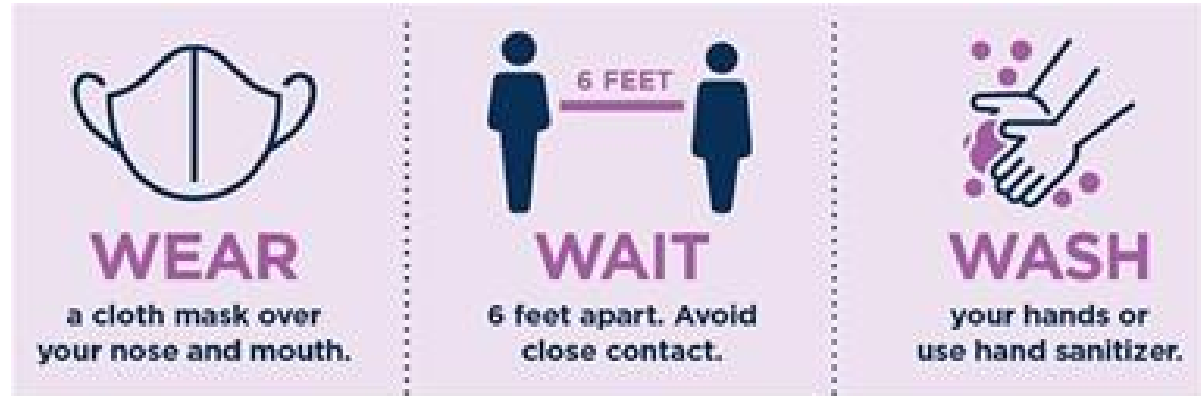 WEAR
a cloth mask over
your nose and mouth.
6 FEET
WAIT
6 feet apart. Avoid
close contact.
WASH
your hands or
use hand sanitizer.